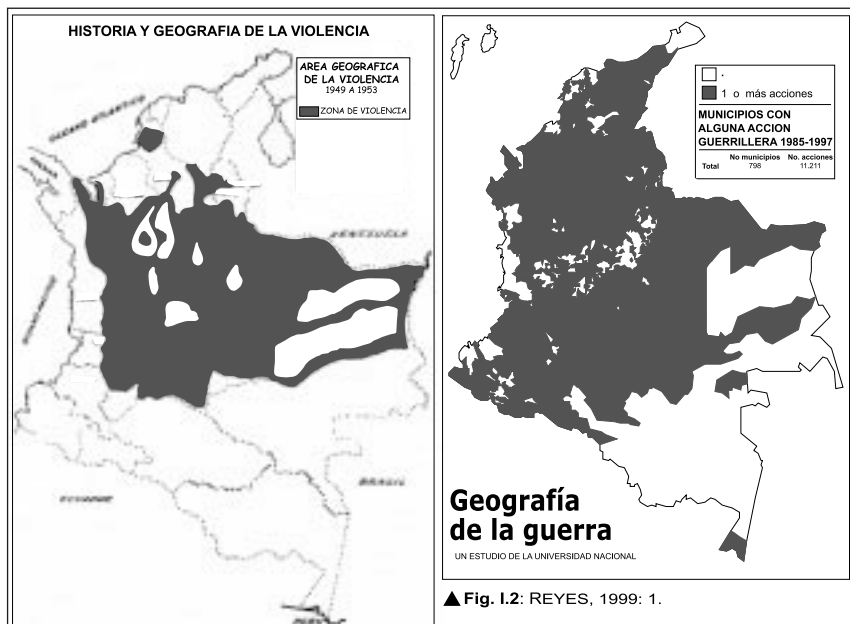 HISTORIA Y GEOGRAFIA DE LA VIOLENCIA
AREA GEOGRAFICA
DE LA VIOLENCIA
1949 A 1953
ZONA DE VIOLENCIA
VENEZUELA
BRASIL
ECUADOR
1 o más acciones
MUNICIPIOS CON
ALGUNA ACCION
GUERRILLERA 1985-1997
No municipios No. acciones
Total 798 11.211
Geografía
de la guerra
UN ESTUDIO DE LA UNIVERSIDAD NACIONAL
▲ Fig. I.2: REYES, 1999: 1.